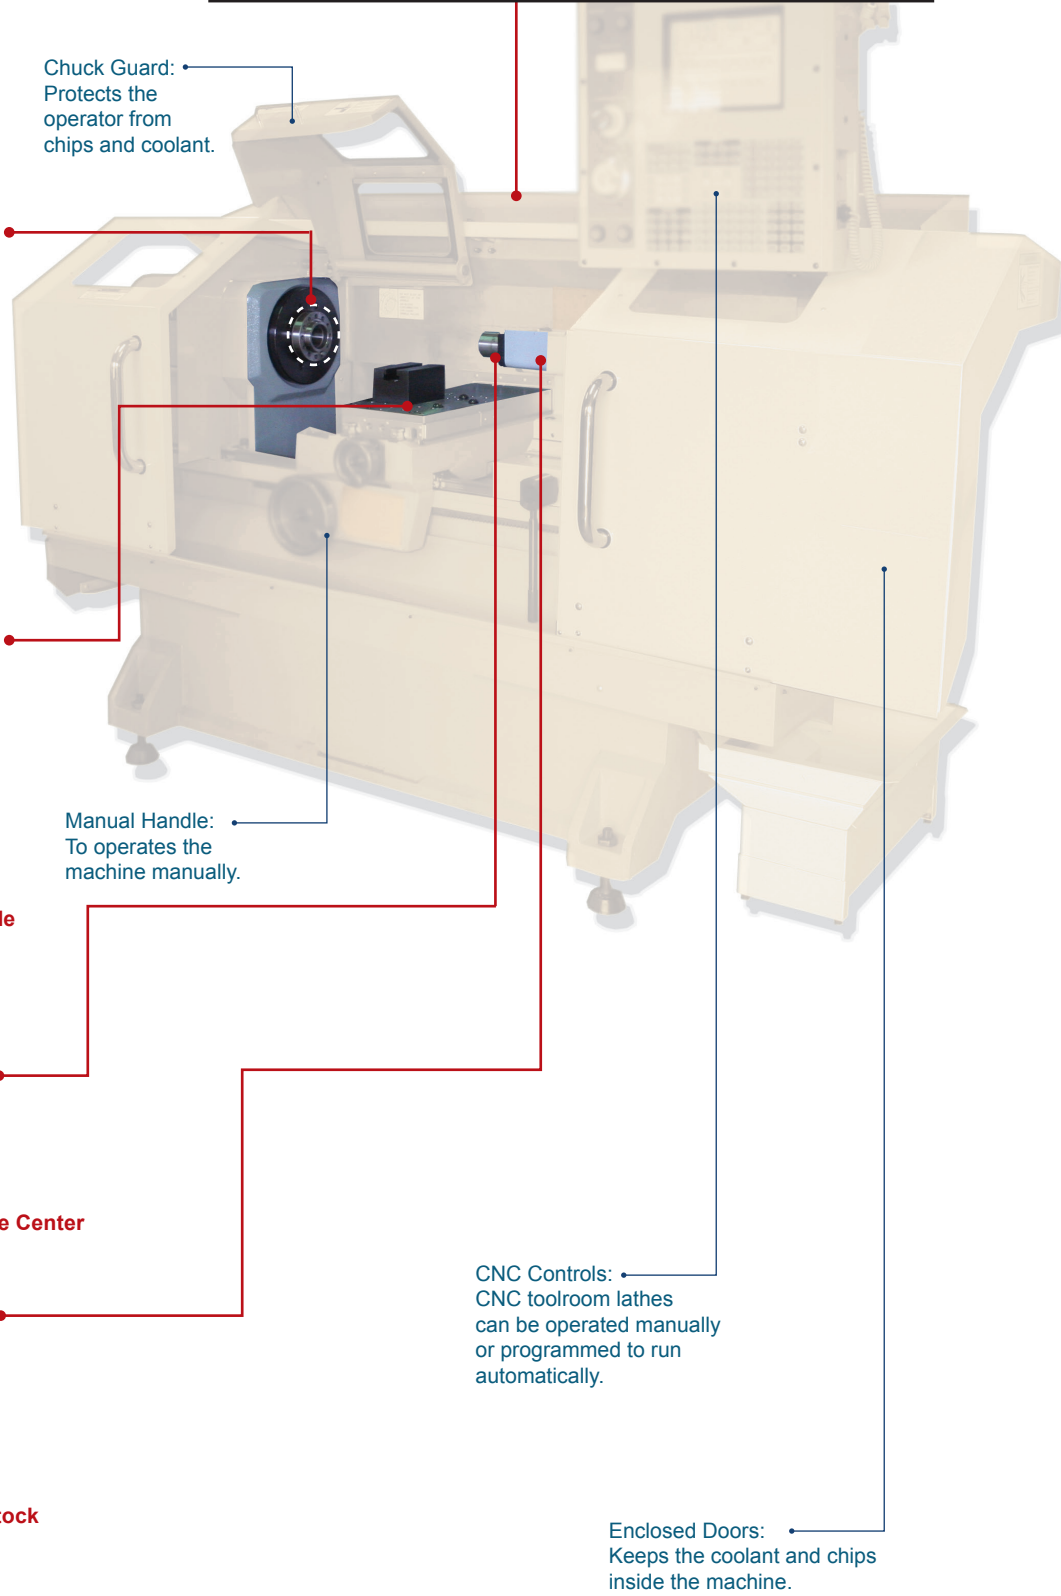 Chuck Guard:
Protects the
operator from
chips and coolant.
Manual Handle:
To operates the
machine manually.
le
e Center
CNC Controls:
CNC toolroom lathes
can be operated manually
or programmed to run
automatically.
tock
Enclosed Doors:
Keeps the coolant and chips
inside the machine.